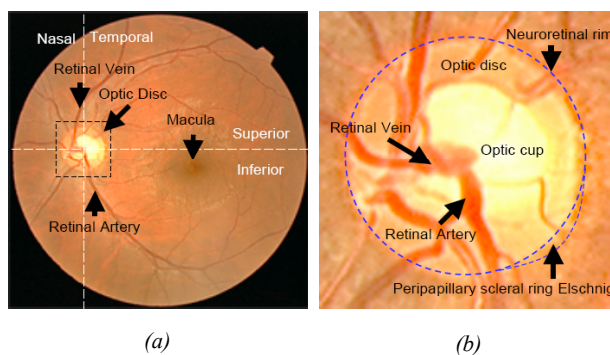 Nasal Temporal
Retinal Vein
Optic Disc
Macula
Superior
Inferior
Retinal Artery
(a)
Neuroretinal rim
Optic disc
Retinal Vein
Optic cup
Retinal Artery
Peripapillary scleral ring Elschnig
(b)